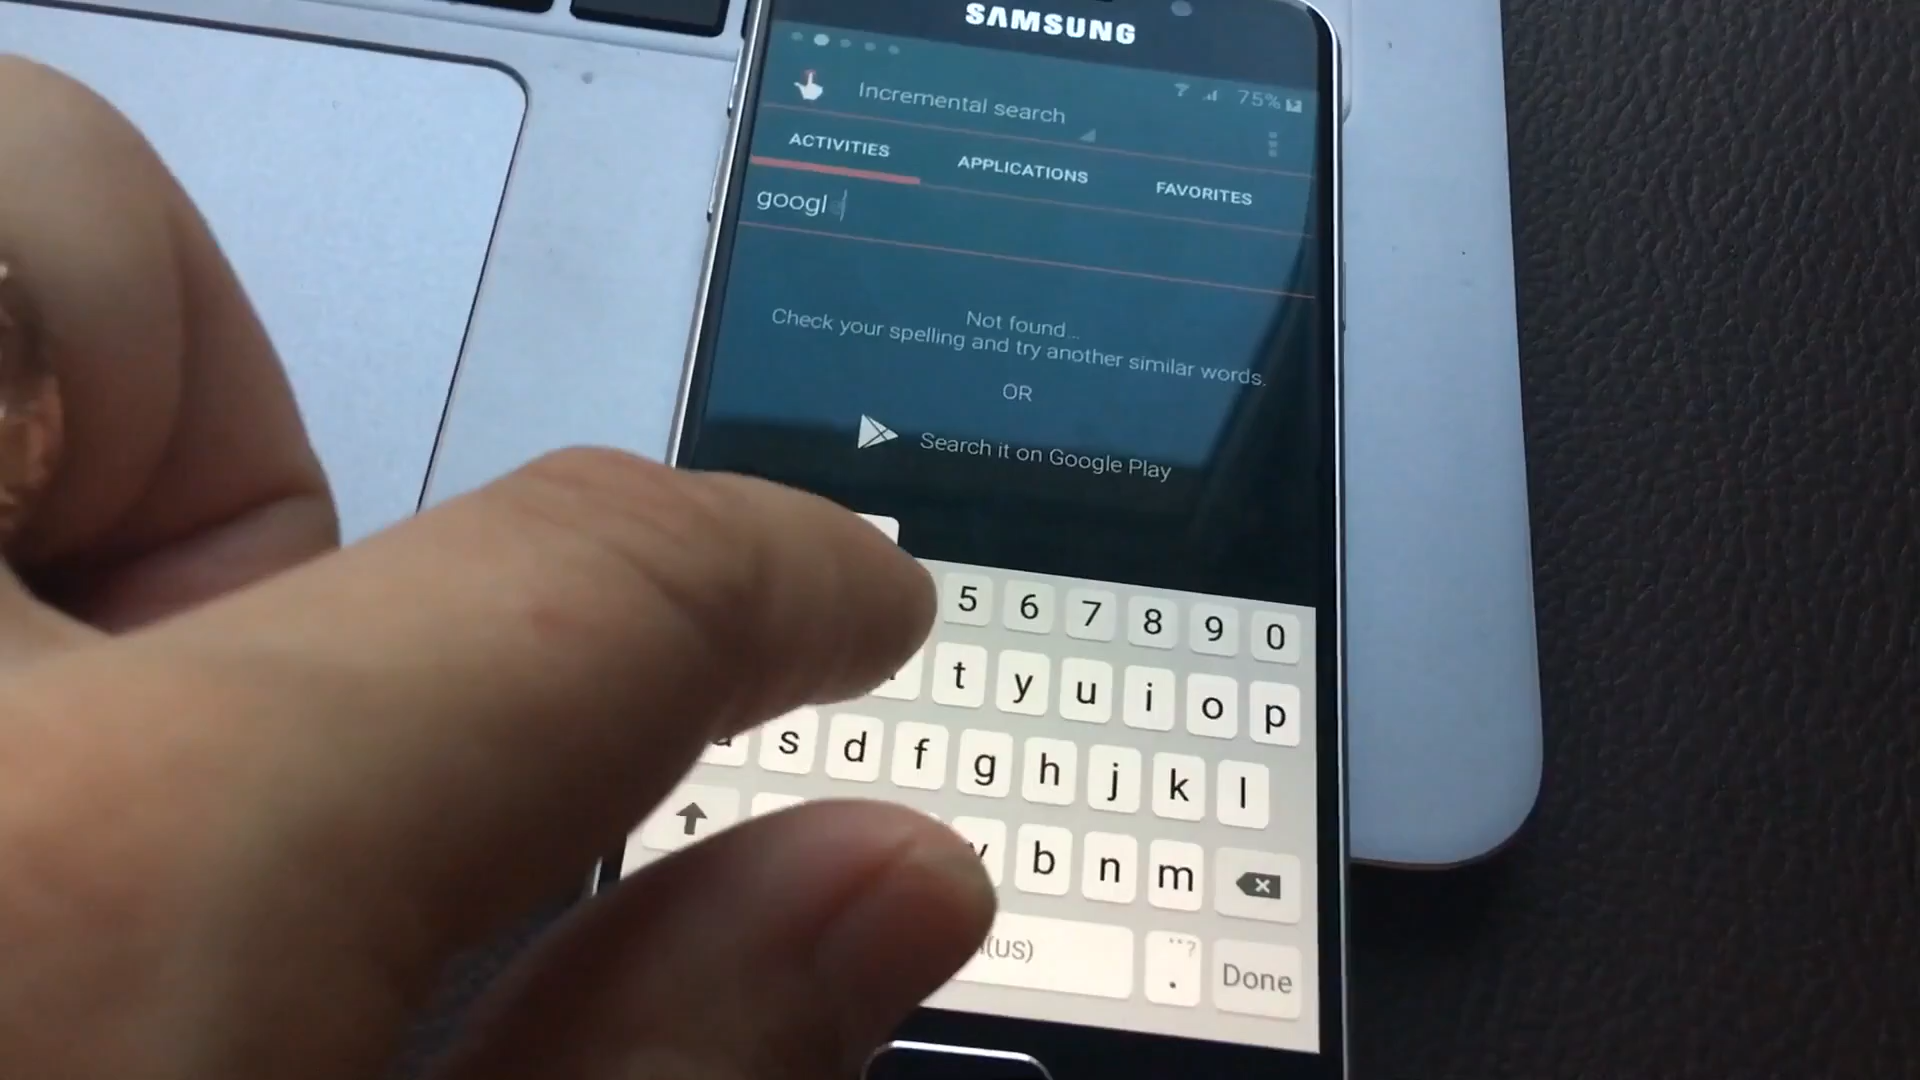 SAMSUNG
75%
Incremental search
ACTIVITIES APPLICATIONS FAVORITES
googl
Not found...
Check your spelling and try another similar words.
OR
Search it on Google Play
5 6 7 8 9 0
t y u i o p
s d f g h j k l
v b n m
(US) . Done